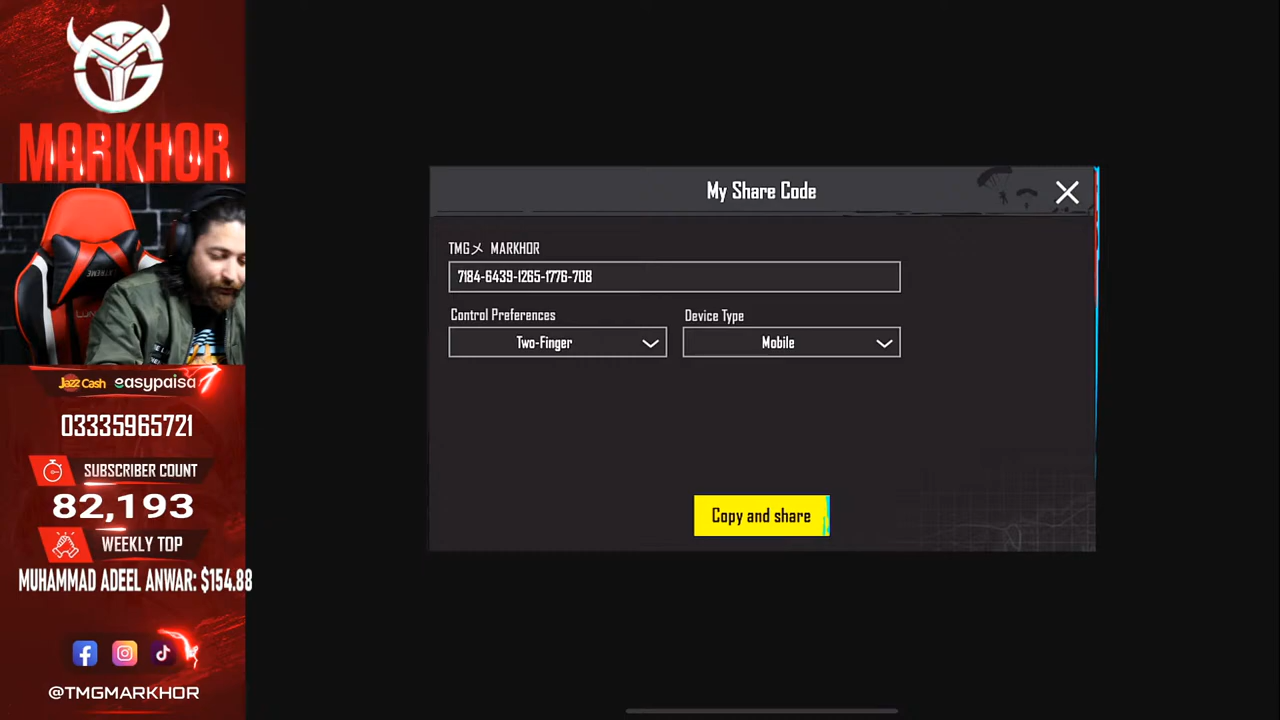 MARKHOR
JazzCash easypaisa
03335965721
SUBSCRIBER COUNT
82,193
WEEKLY TOP
MUHAMMAD ADEEL ANWAR: $154.88
@TMGMARKHOR
My Share Code
TMGメ MARKHOR
7184-6439-1265-1776-708
Control Preferences
Device Type
Two-Finger
Mobile
Copy and share